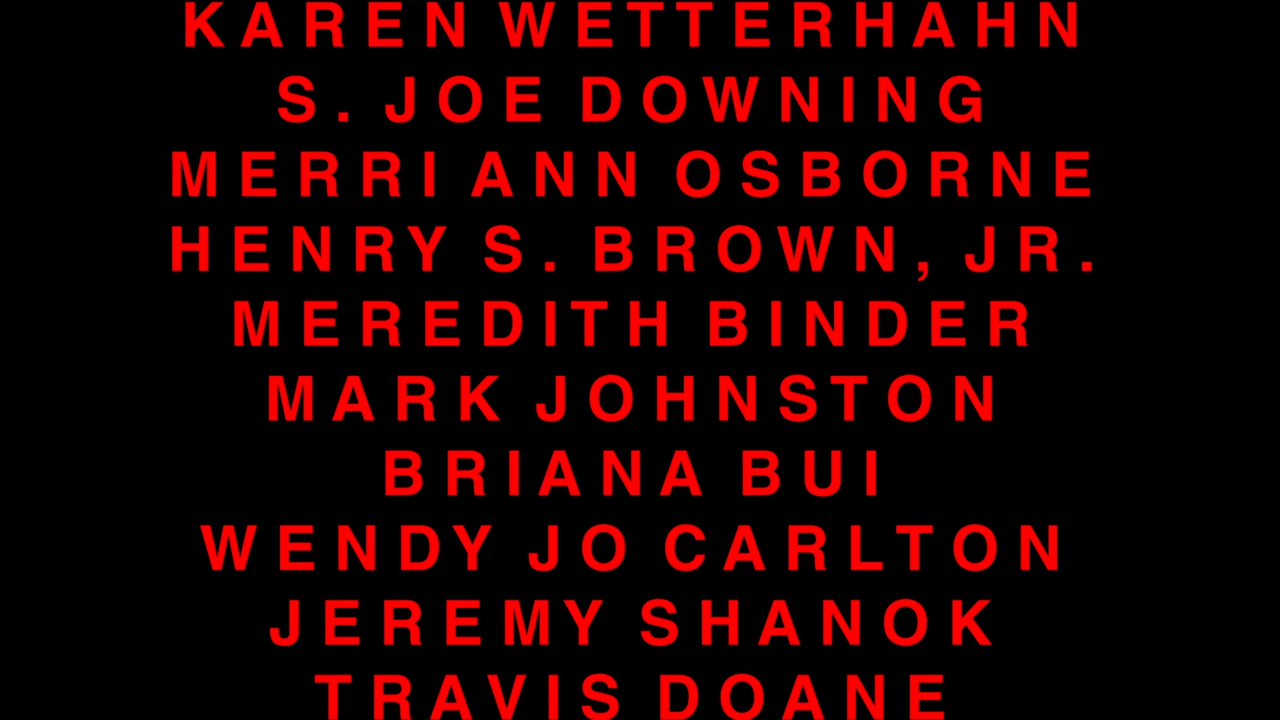 KAREN WETTERHAHN
S. JOE DOWNING
MERRI ANN OSBORNE
HENRY S. BROWN, JR.
MEREDITH BINDER
MARK JOHNSTON
BRIANA BUI
WENDY JO CARLTON
JEREMY SHANOK
TRAVIS DOANE